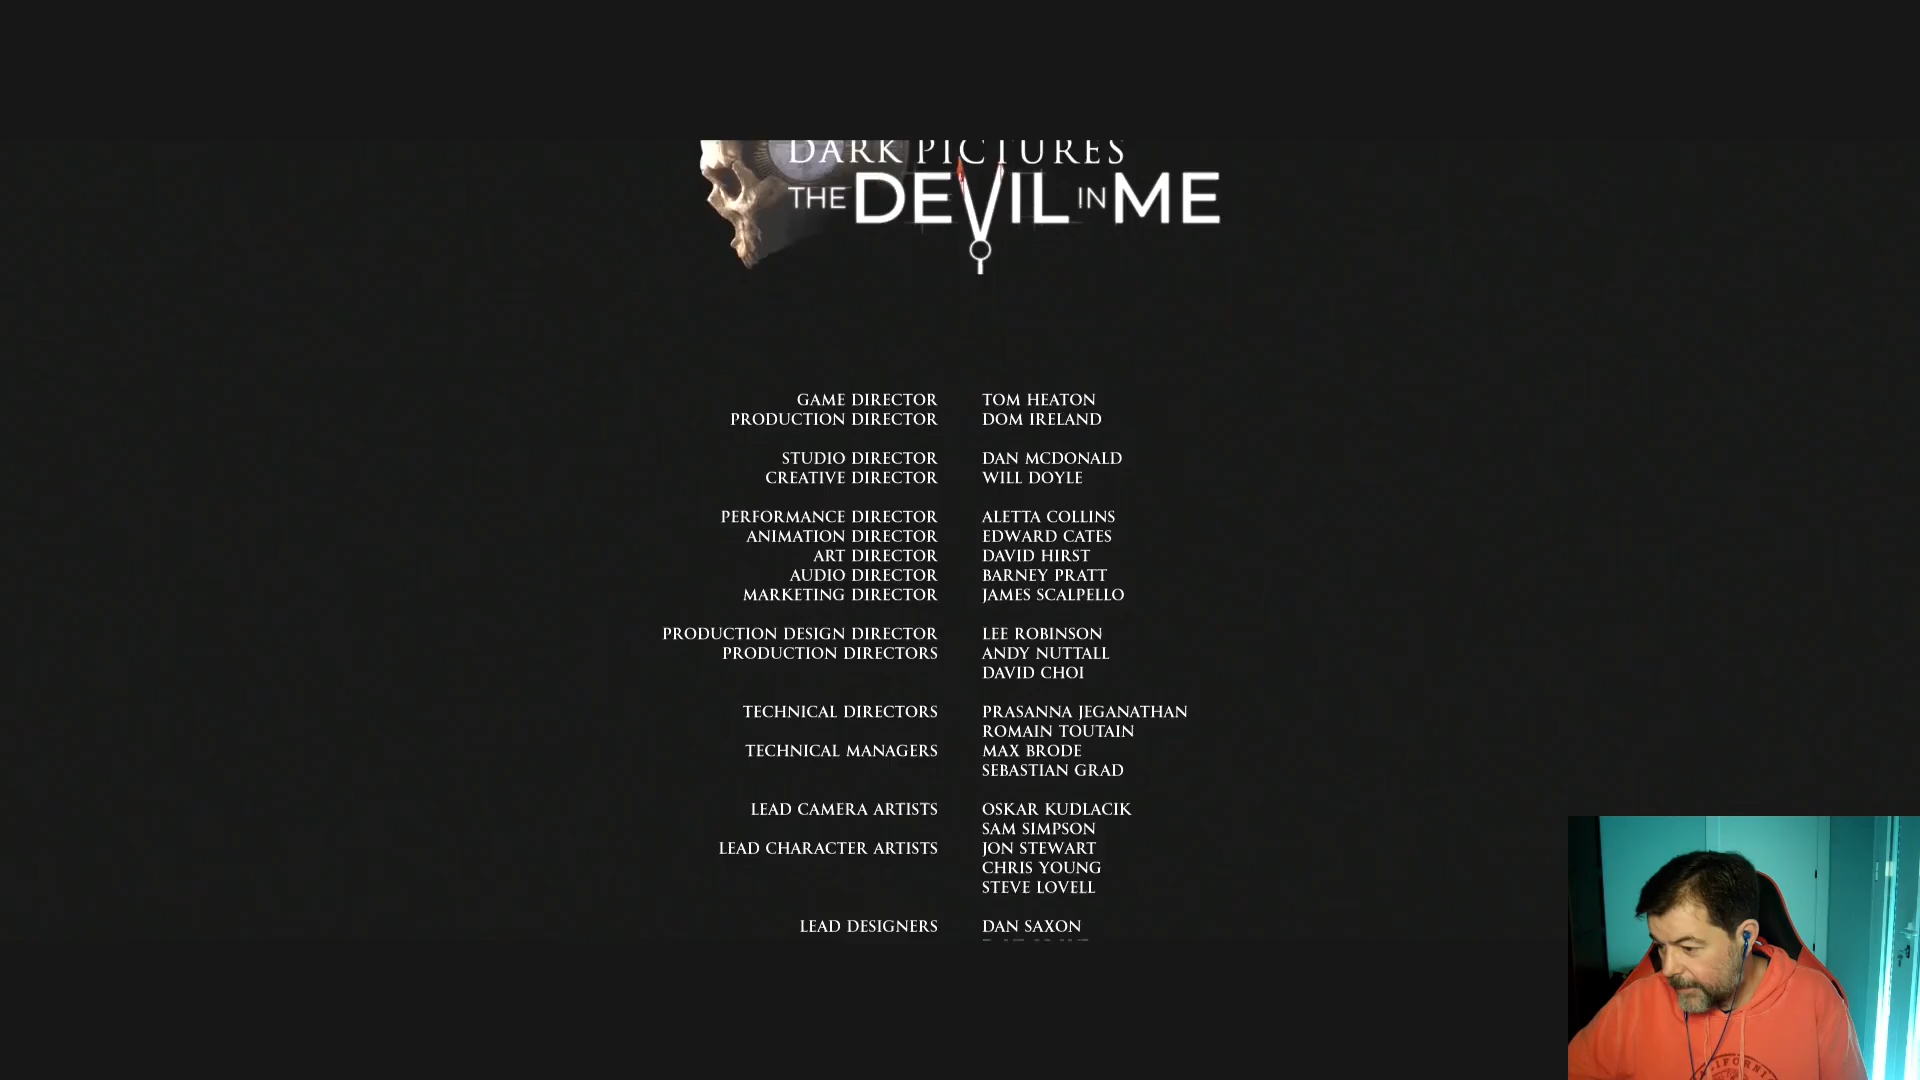 DARK PICTURES
THE DEVIL IN ME
GAME DIRECTOR TOM HEATON
PRODUCTION DIRECTOR DOM IRELAND
STUDIO DIRECTOR DAN MCDONALD
CREATIVE DIRECTOR WILL DOYLE
PERFORMANCE DIRECTOR ALETTA COLLINS
ANIMATION DIRECTOR EDWARD CATES
ART DIRECTOR DAVID HIRST
AUDIO DIRECTOR BARNEY PRATT
MARKETING DIRECTOR JAMES SCALPELLO
PRODUCTION DESIGN DIRECTOR LEE ROBINSON
PRODUCTION DIRECTORS ANDY NUTTALL
DAVID CHOI
TECHNICAL DIRECTORS PRASANNA JEGANATHAN
ROMAIN TOUTAIN
TECHNICAL MANAGERS MAX BRODE
SEBASTIAN GRAD
LEAD CAMERA ARTISTS OSKAR KUDLACIK
SAM SIMPSON
LEAD CHARACTER ARTISTS JON STEWART
CHRIS YOUNG
STEVE LOVELL
LEAD DESIGNERS DAN SAXON